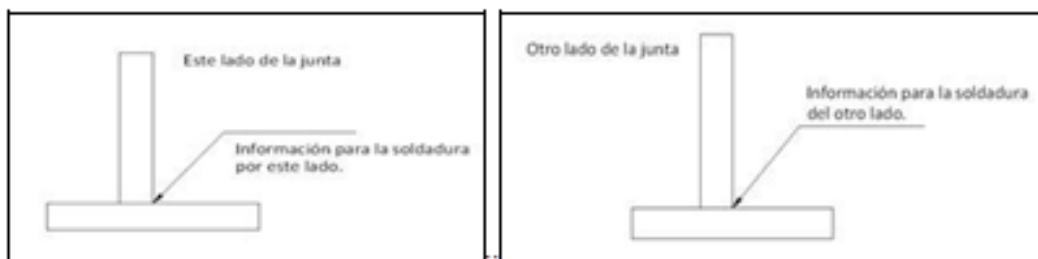 Este lado de la junta
Información para la soldadura
por este lado.
Otro lado de la junta
Información para la soldadura
del otro lado.